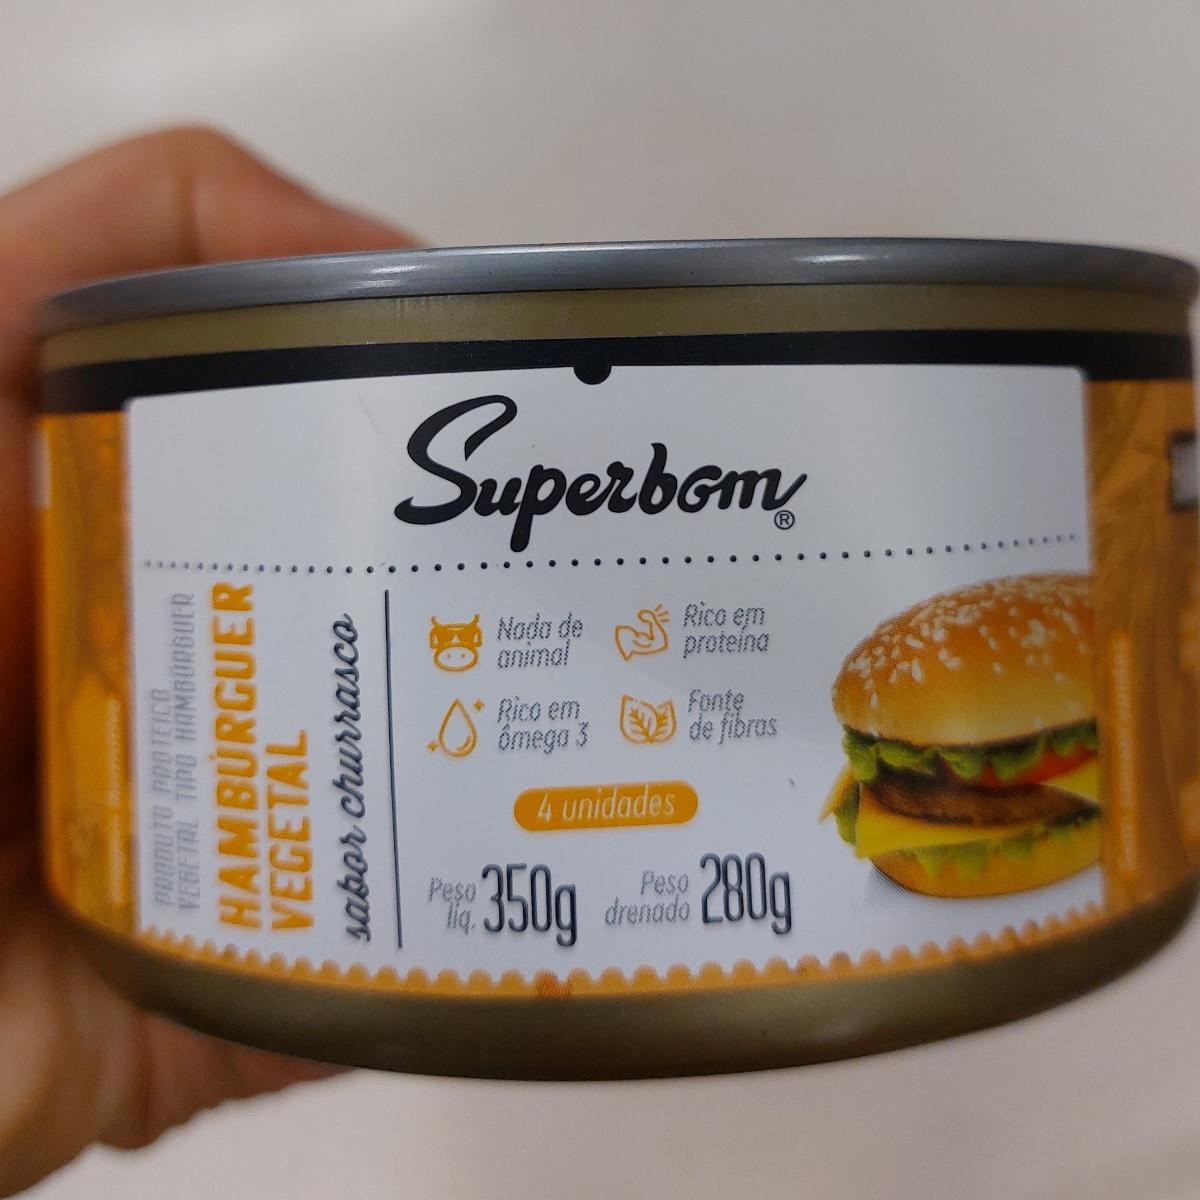 Superbom®
PRODUTO PROTEICO
VEGETAL TIPO HAMBÚRGUER
HAMBÚRGUER
VEGETAL
sabor churrasco
Nada de
animal
Rico em
proteína
Rico em
ômega 3
Fonte
de fibras
4 unidades
Peso
líq. 350g
Peso
drenado 280g